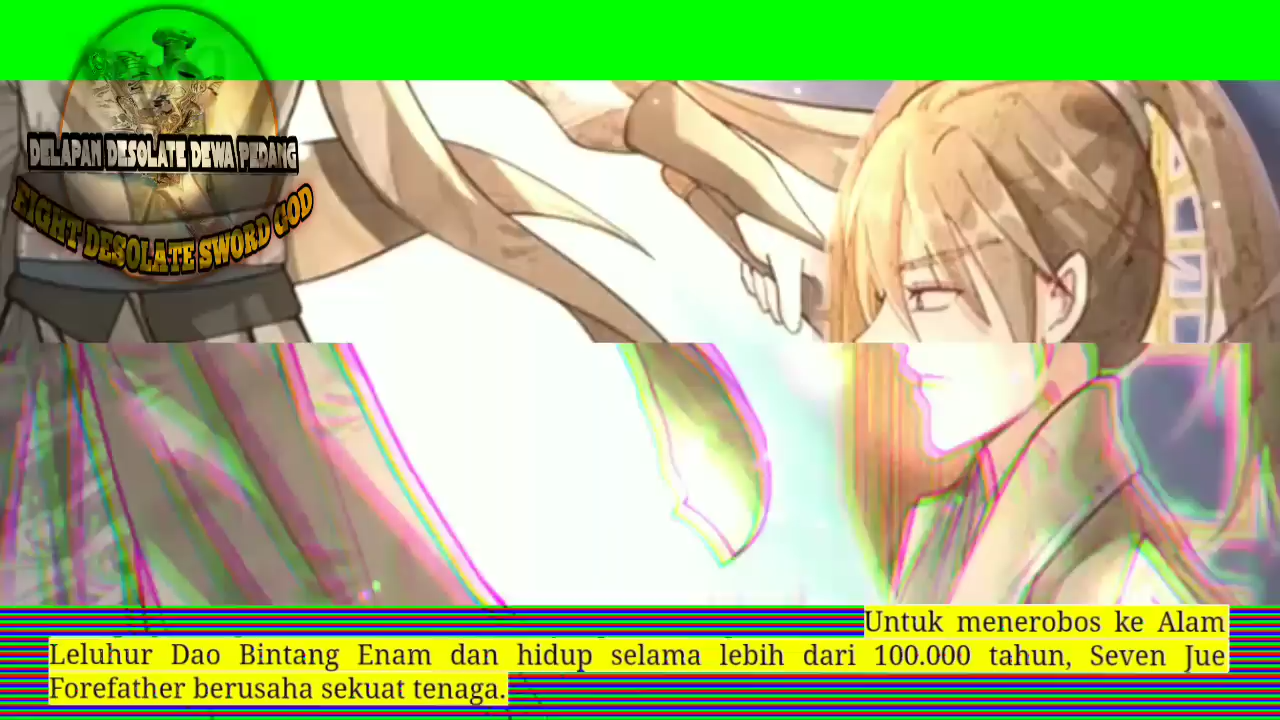 DELAPAN DESOLATE DEWA PEDANG
FIGHT DESOLATE SWORD GOD
Untuk menerobos ke Alam
Leluhur Dao Bintang Enam dan hidup selama lebih dari 100.000 tahun, Seven Jue
Forefather berusaha sekuat tenaga.